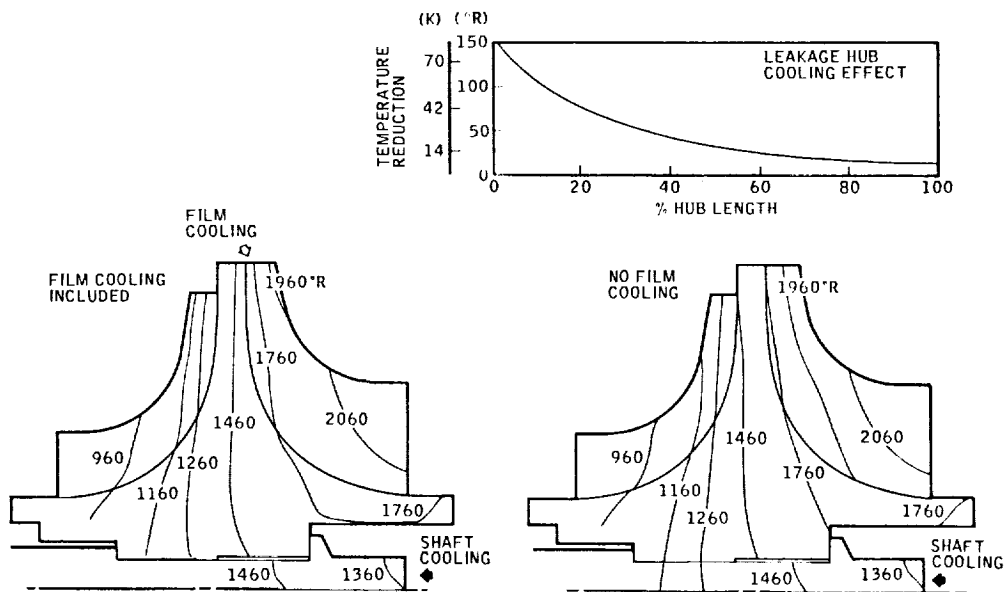 (K) (°R)
150
70
100
42
50
14
0
TEMPERATURE
REDUCTION
LEAKAGE HUB
COOLING EFFECT
0 20 40 60 80 100
% HUB LENGTH
FILM
COOLING
FILM COOLING
INCLUDED
1960°R
1760
2060
1460
960
1260
1160
1760
1460
1360
SHAFT
COOLING
NO FILM
COOLING
1960°R
2060
1460
960
1760
1160
1260
1760
1460
1360
SHAFT
COOLING